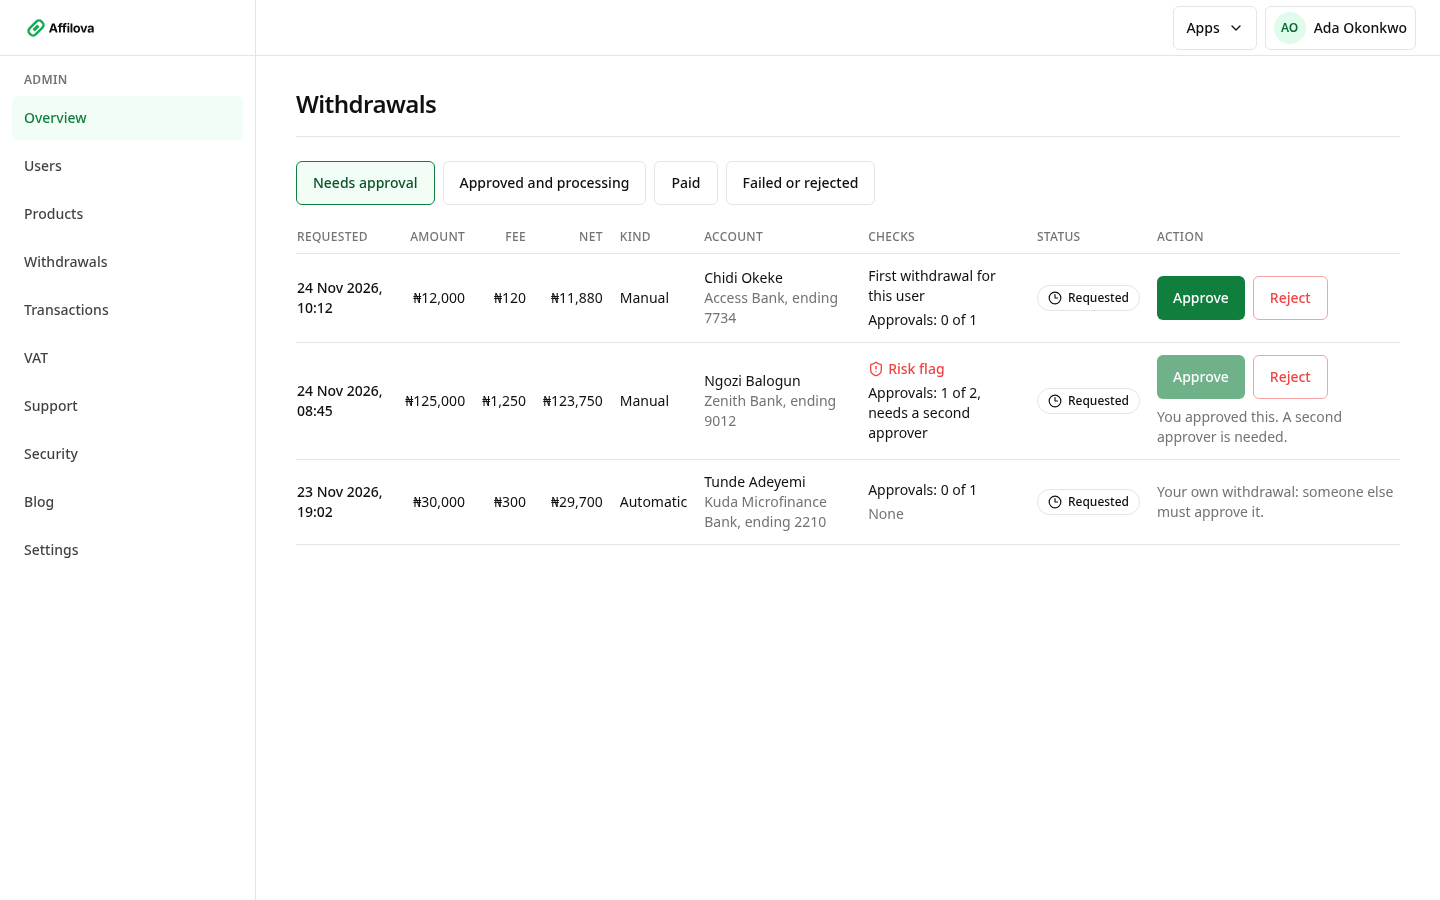 Affilova
Apps
AO
Ada Okonkwo
ADMIN
Overview
Users
Products
Withdrawals
Transactions
VAT
Support
Security
Blog
Settings
Withdrawals
Needs approval
Approved and processing
Paid
Failed or rejected
REQUESTED AMOUNT FEE NET KIND ACCOUNT CHECKS STATUS ACTION
24 Nov 2026,
10:12
₦12,000
₦120
₦11,880
Manual
Chidi Okeke
Access Bank, ending
7734
First withdrawal for
this user
Approvals: 0 of 1
Requested
Approve
Reject
24 Nov 2026,
08:45
₦125,000
₦1,250
₦123,750
Manual
Ngozi Balogun
Zenith Bank, ending
9012
Risk flag
Approvals: 1 of 2,
needs a second
approver
Requested
Approve
Reject
You approved this. A second
approver is needed.
23 Nov 2026,
19:02
₦30,000
₦300
₦29,700
Automatic
Tunde Adeyemi
Kuda Microfinance
Bank, ending 2210
Approvals: 0 of 1
None
Requested
Your own withdrawal: someone else
must approve it.